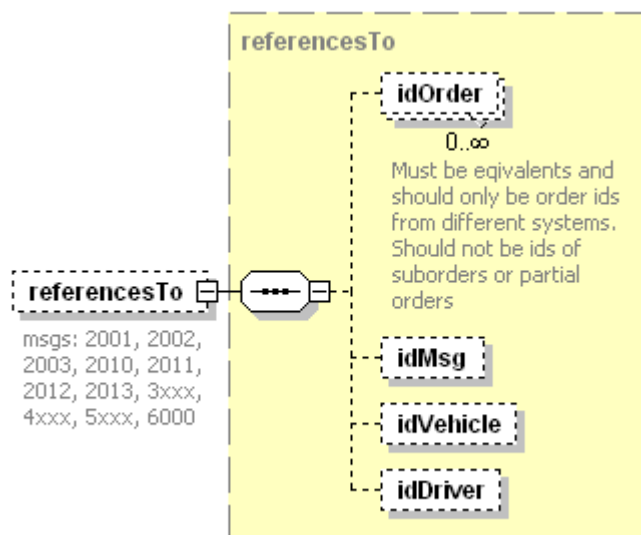 referencesTo
idOrder
0..∞
Must be eqivalents and
should only be order ids
from different systems.
Should not be ids of
suborders or partial
orders
referencesTo
msgs: 2001, 2002,
2003, 2010, 2011,
2012, 2013, 3xxx,
4xxx, 5xxx, 6000
idMsg
idVehicle
idDriver